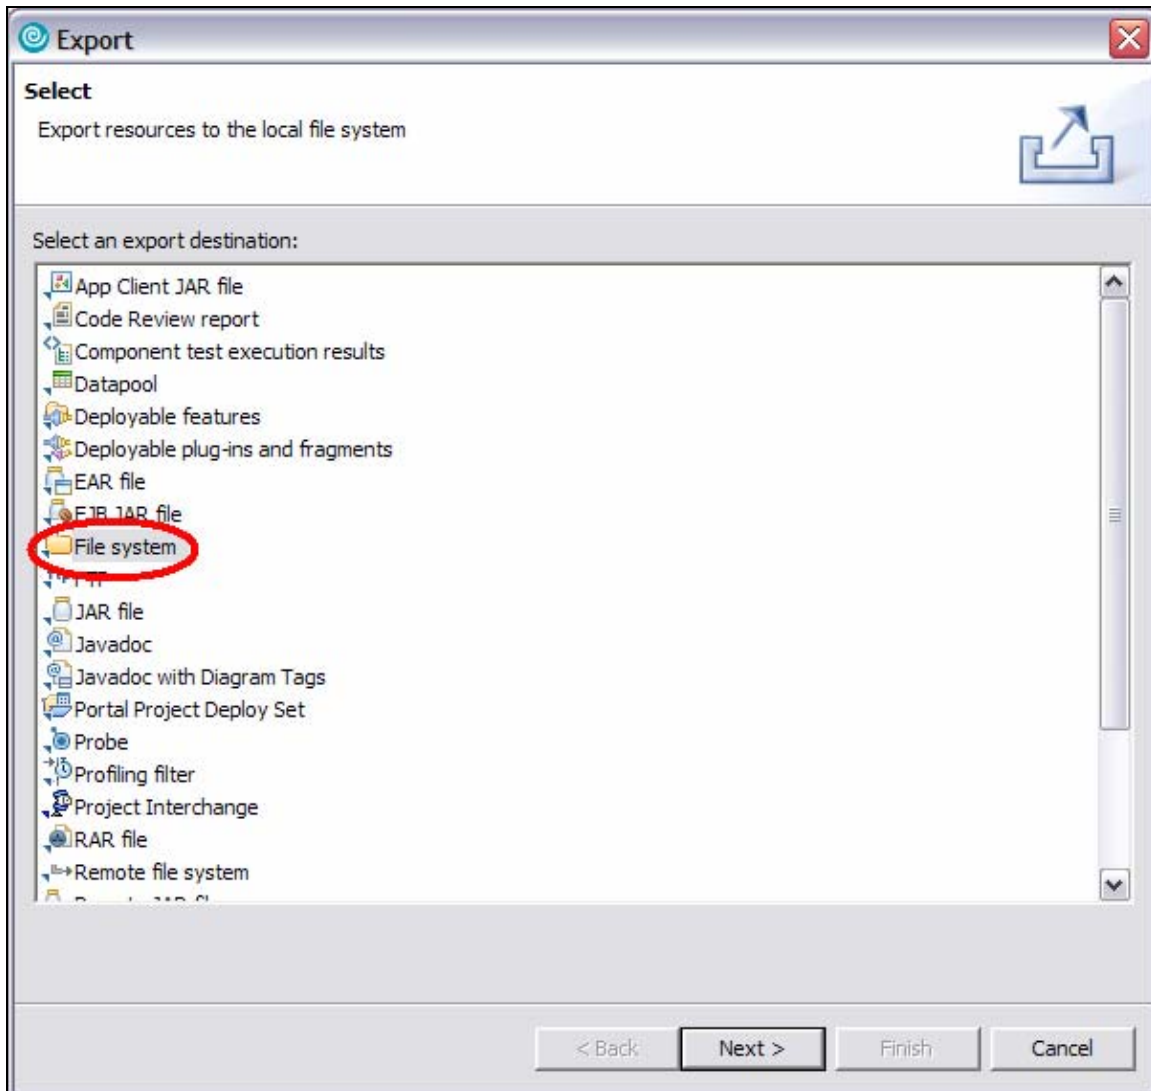 Export
Select
Export resources to the local file system
Select an export destination:
App Client JAR file
Code Review report
Component test execution results
Datapool
Deployable features
Deployable plug-ins and fragments
EAR file
EJB JAR file
File system
FTP
JAR file
Javadoc
Javadoc with Diagram Tags
Portal Project Deploy Set
Probe
Profiling filter
Project Interchange
RAR file
Remote file system
< Back
Next >
Finish
Cancel